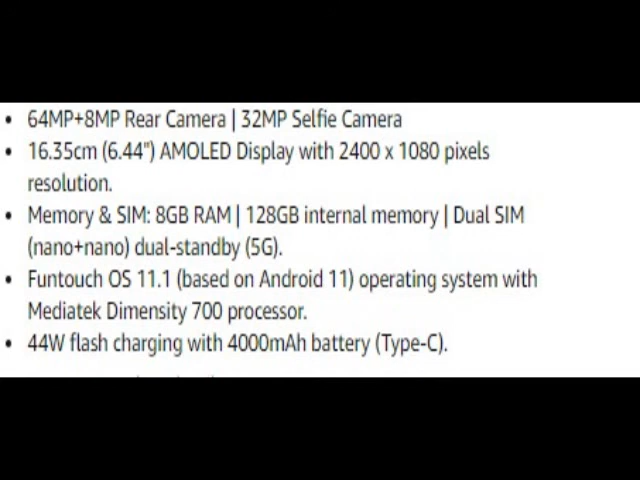 • 64MP+8MP Rear Camera | 32MP Selfie Camera
• 16.35cm (6.44") AMOLED Display with 2400 x 1080 pixels
resolution.
• Memory & SIM: 8GB RAM | 128GB internal memory | Dual SIM
(nano+nano) dual-standby (5G).
• Funtouch OS 11.1 (based on Android 11) operating system with
Mediatek Dimensity 700 processor.
• 44W flash charging with 4000mAh battery (Type-C).